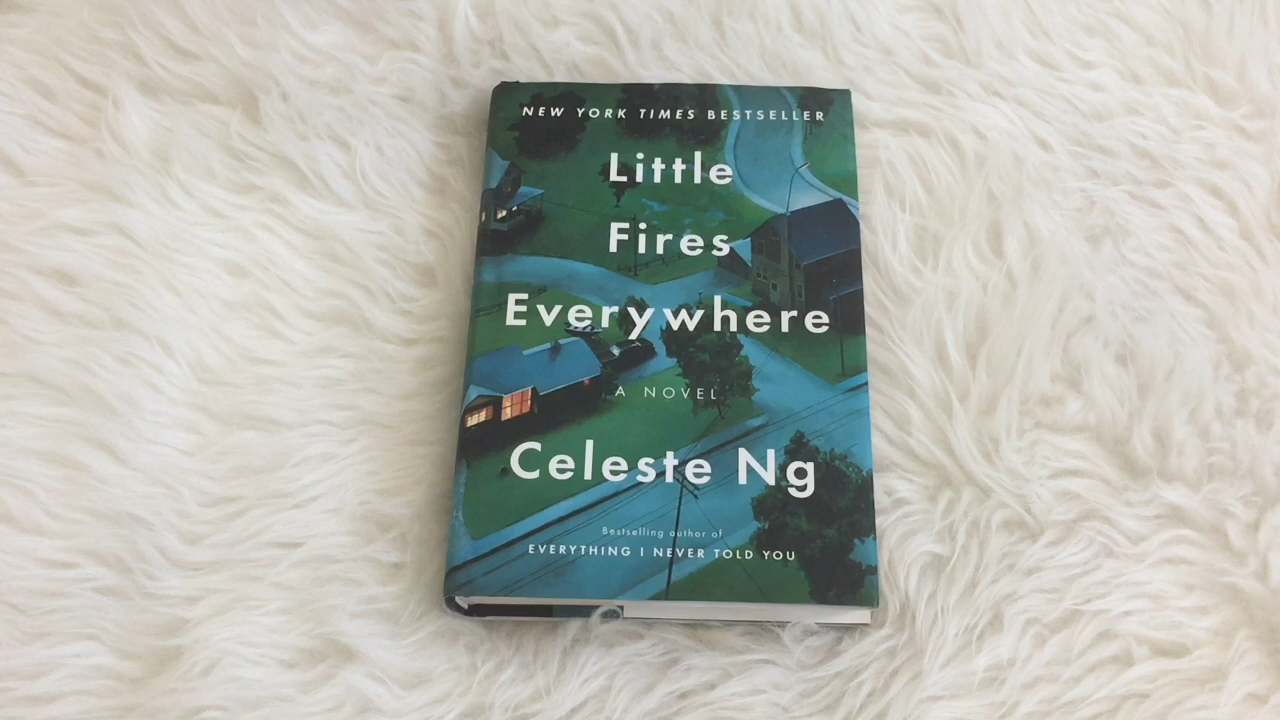 NEW YORK TIMES BESTSELLER
Little
Fires
Everywhere
A NOVEL
Celeste Ng
Bestselling author of
EVERYTHING I NEVER TOLD YOU